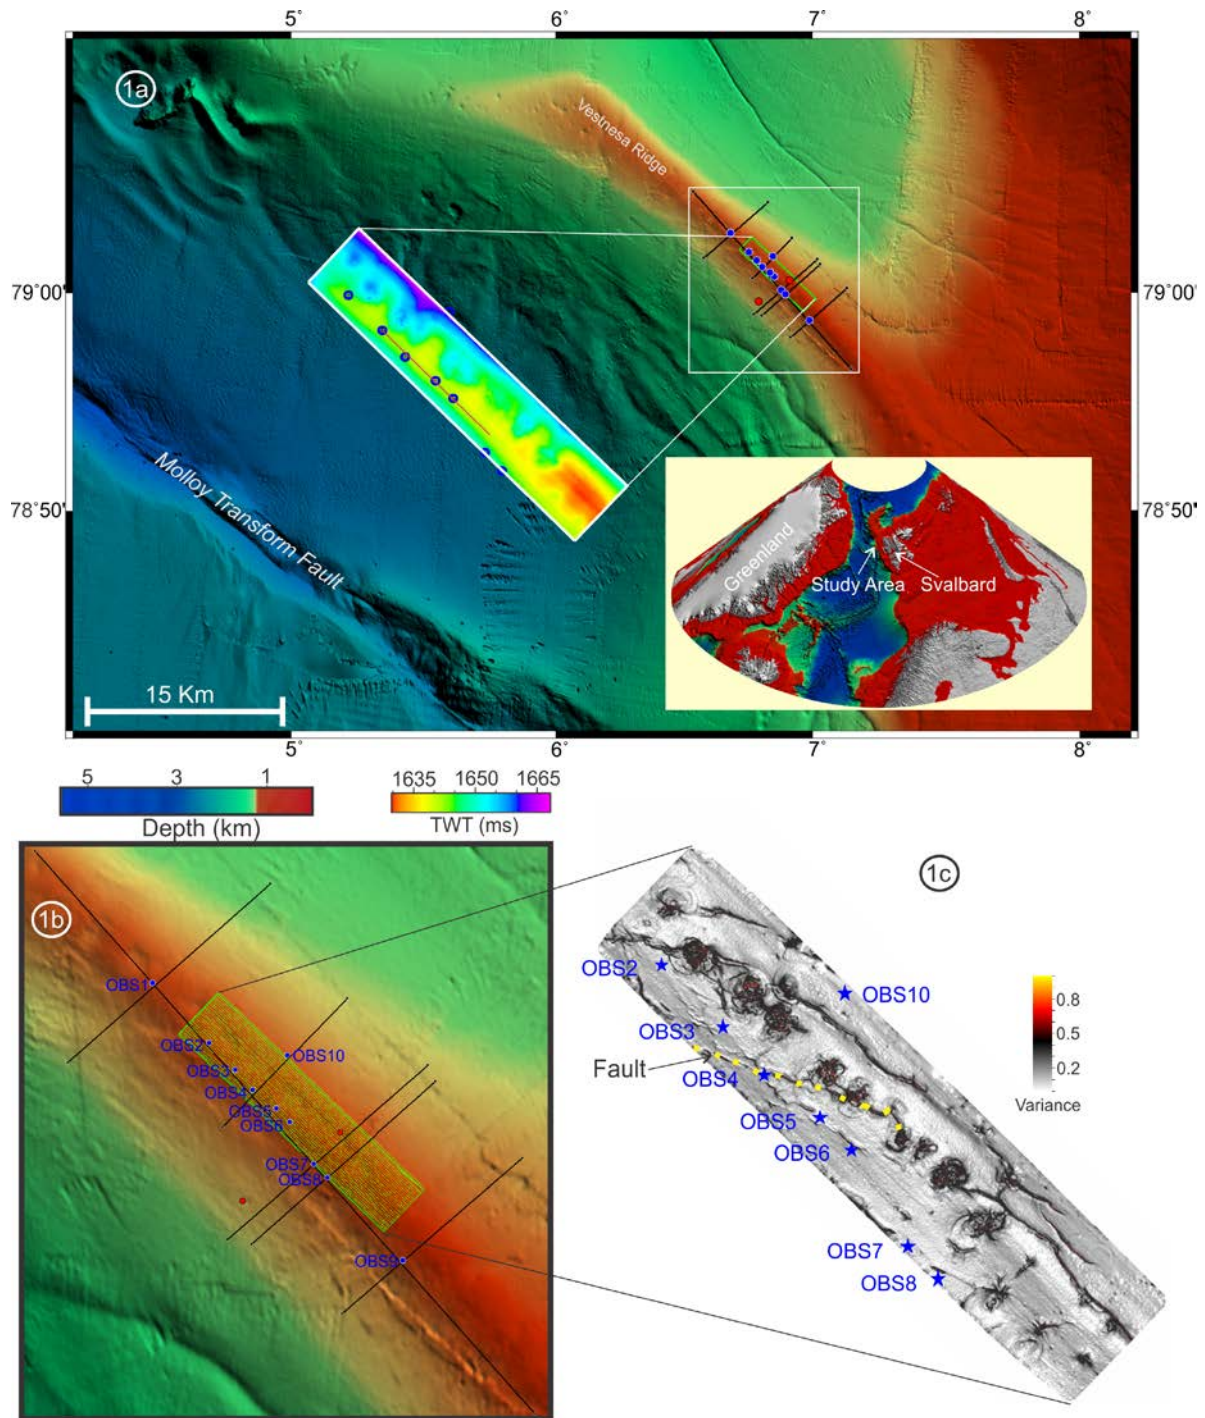 5° 6° 7° 8°
1a
Vestnesa Ridge
79°00' 79°00'
Molloy Transform Fault
Greenland
Study Area Svalbard
78°50' 78°50'
15 Km
5° 6° 7° 8°
5 3 1
Depth (km)
1635 1650 1665
TWT (ms)
1b
OBS1
OBS2
OBS3
OBS4
OBS5
OBS6
OBS10
OBS7
OBS8
OBS9
1c
OBS2
OBS10
OBS3
Fault
OBS4
OBS5
OBS6
OBS7
OBS8
0.8
0.5
0.2
Variance